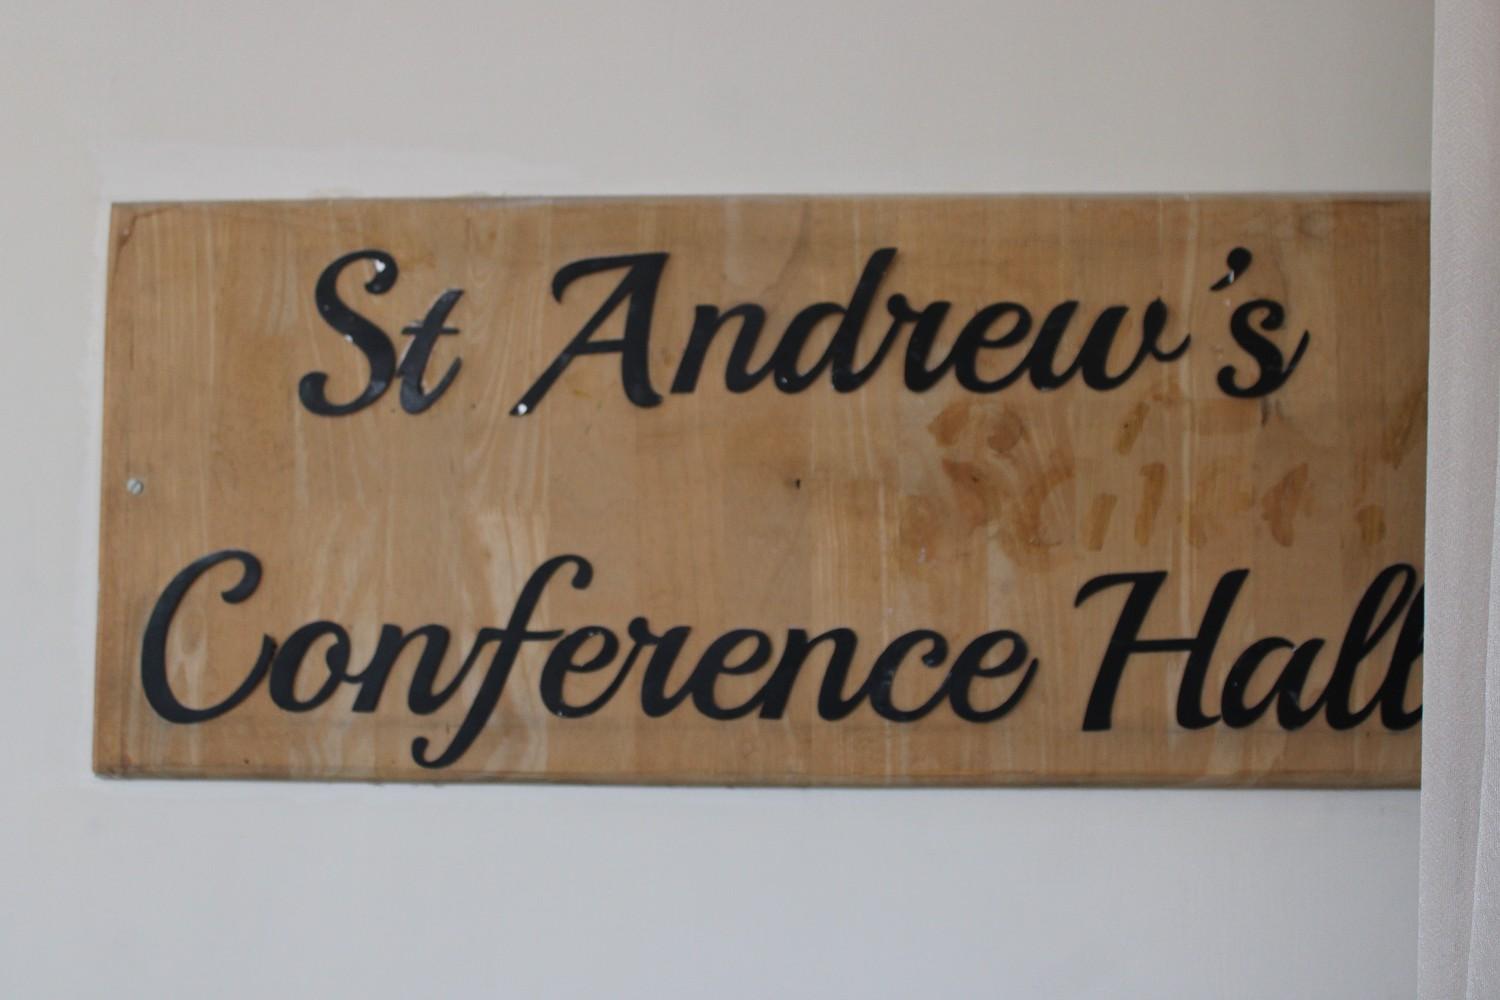 St Andrew's
Conference Hall